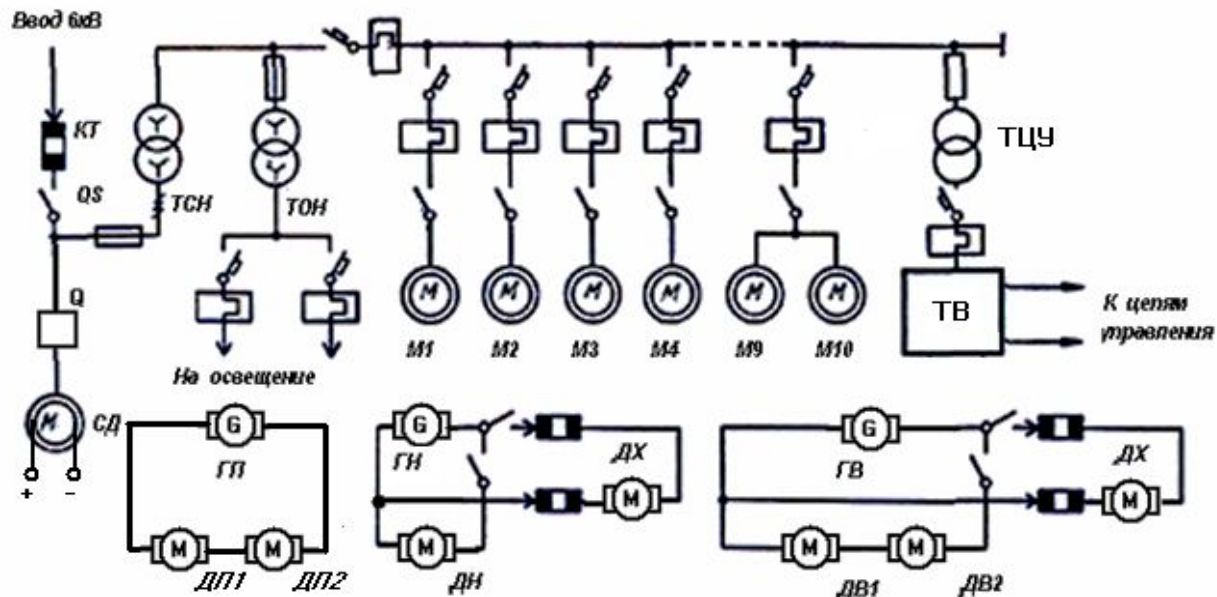 Ввод 6кВ
КТ
QS
ТСН
ТОН
ТЦУ
Y
Y
Y
Y
Q
М
М
М
М
М
М
ТВ
К цепям
управления
М1
М2
М3
М4
М9
М10
На освещение
М
СД
G
ГП
G
ГН
ДХ
G
ГВ
ДХ
+
-
М
М
М
М
М
М
М
ДП1
ДП2
ДН
ДВ1
ДВ2